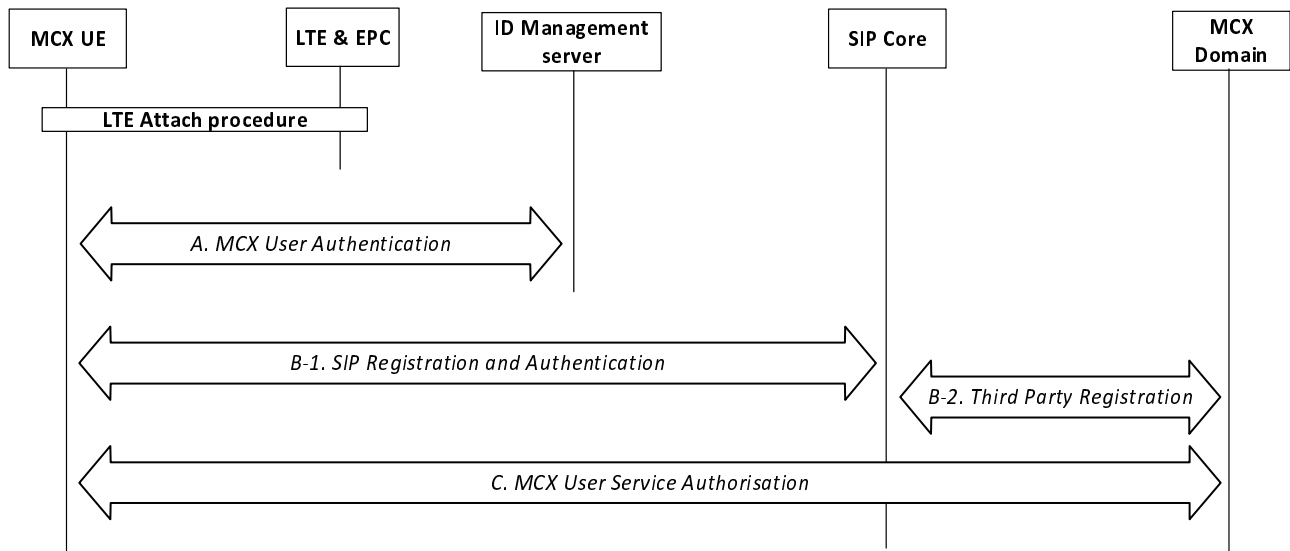 MCX UE
LTE & EPC
ID Management
server
SIP Core
MCX
Domain
LTE Attach procedure
A. MCX User Authentication
B-1. SIP Registration and Authentication
B-2. Third Party Registration
C. MCX User Service Authorisation